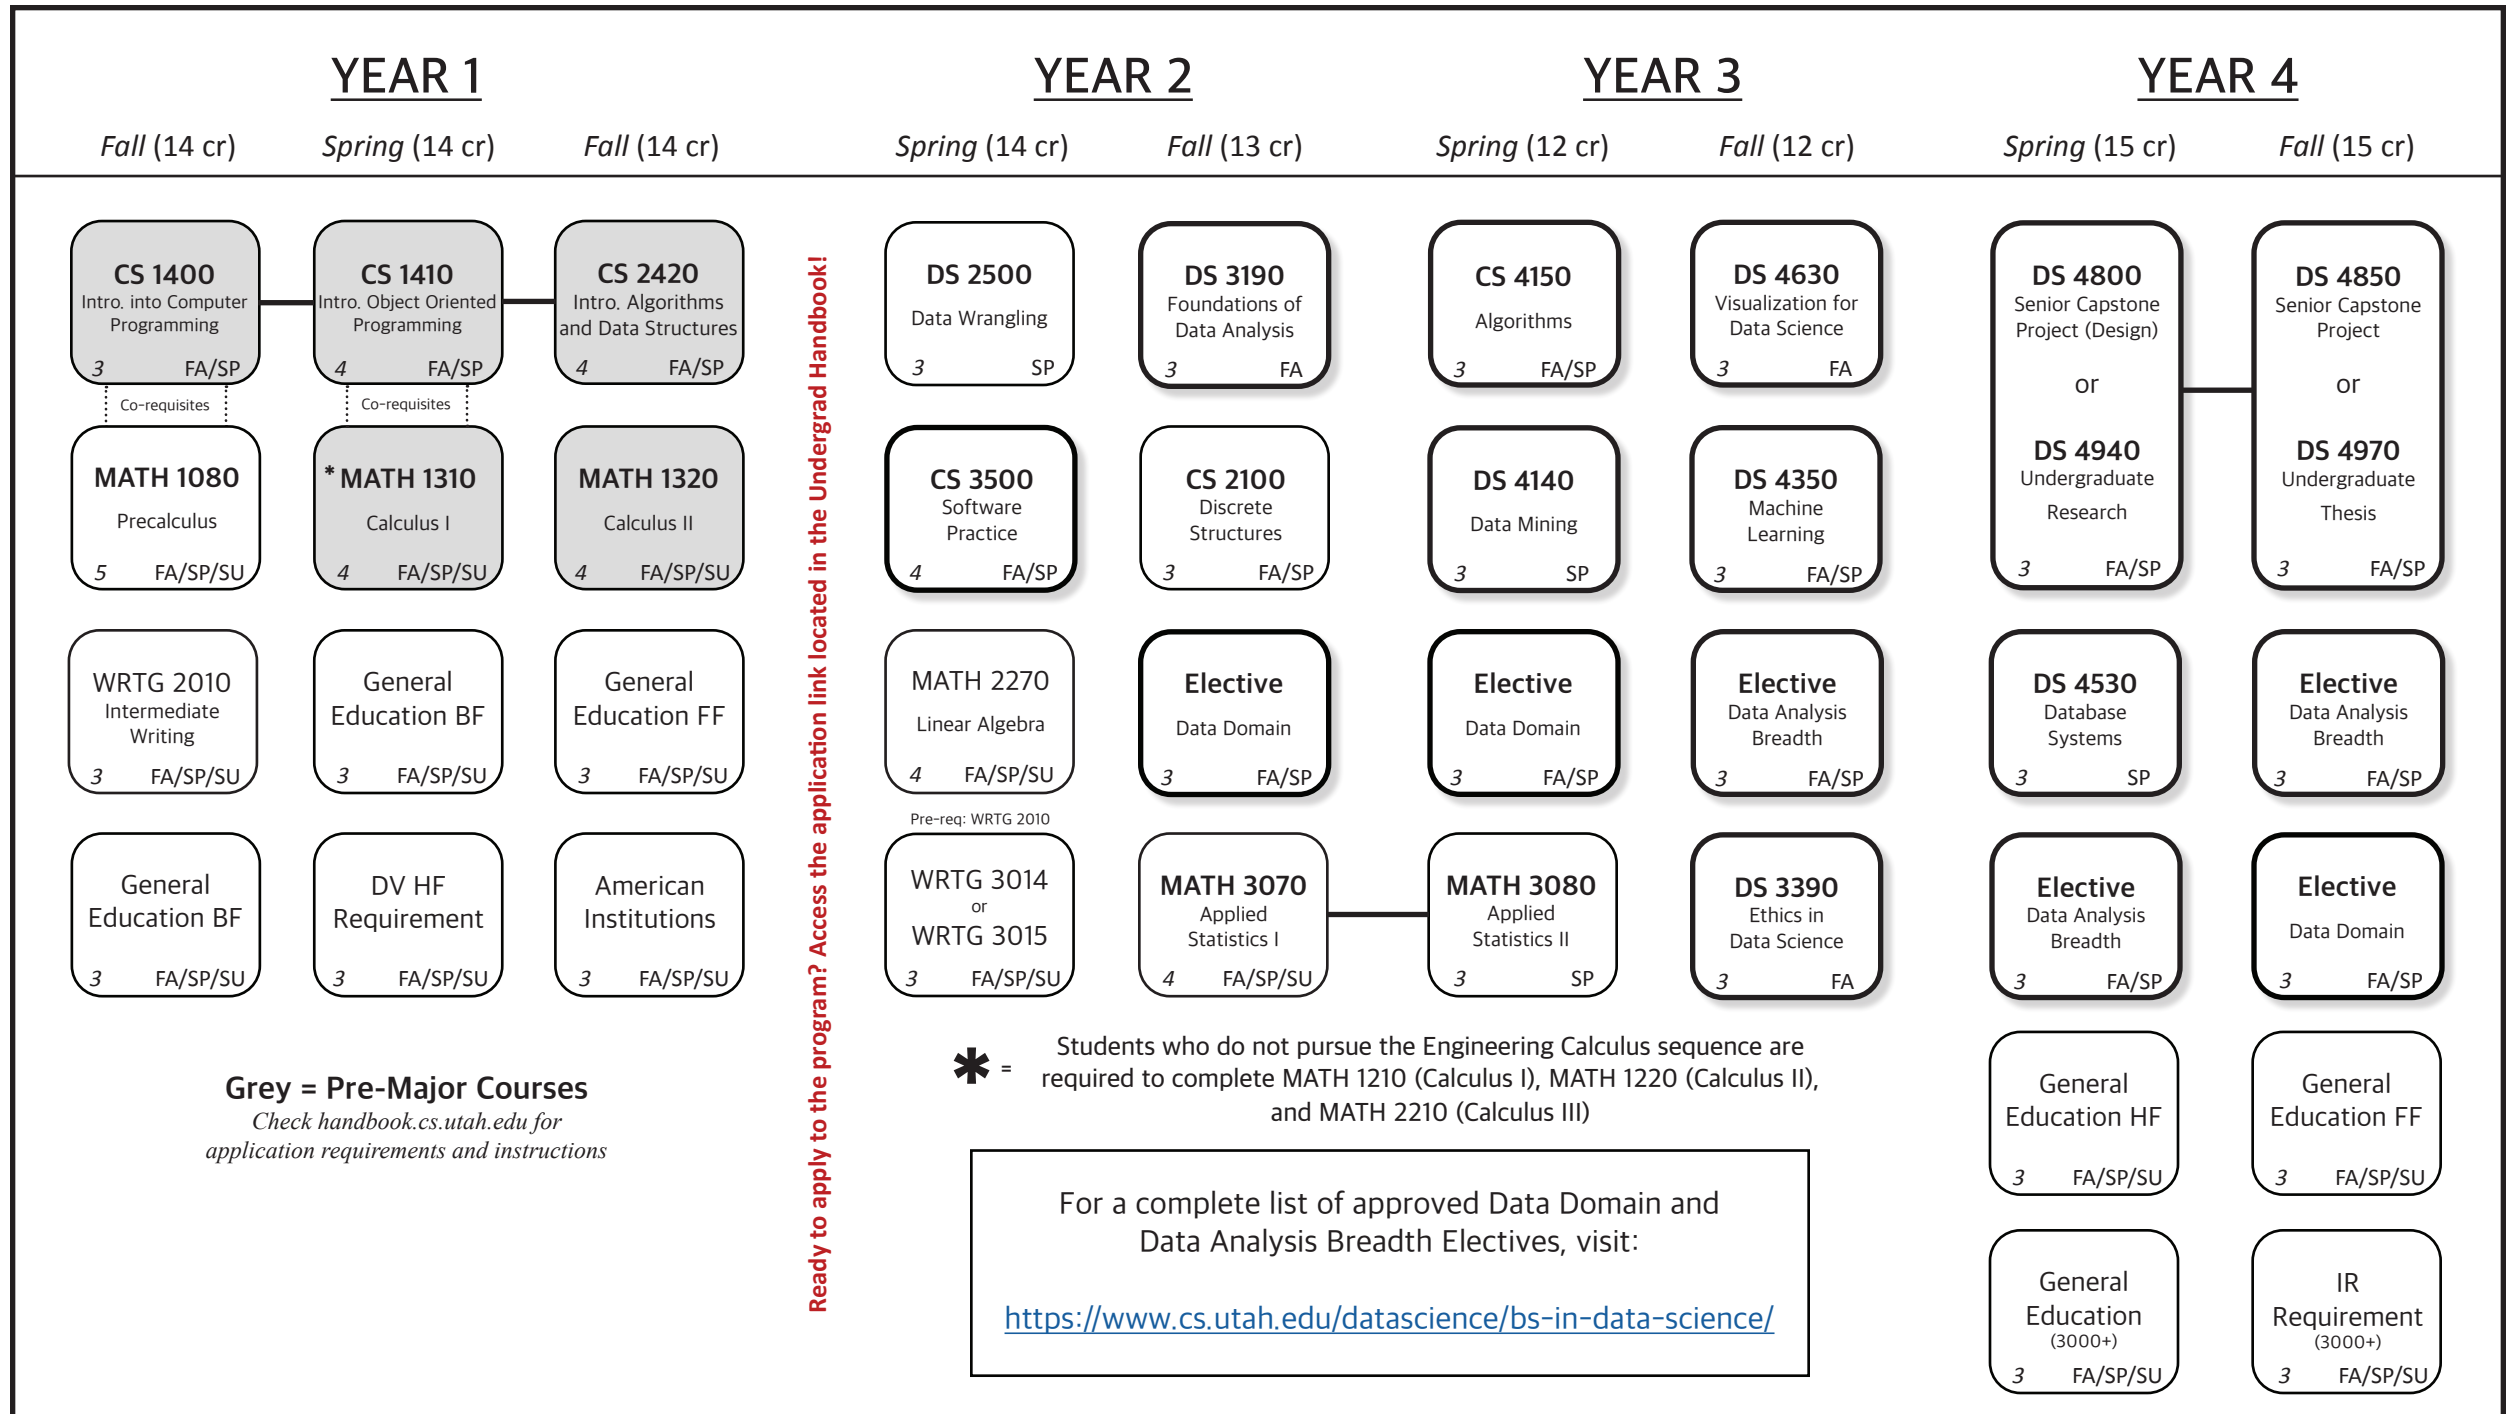 YEAR 1
YEAR 2
YEAR 3
YEAR 4
Fall (14 cr)
Spring (14 cr)
Fall (14 cr)
Spring (14 cr)
Fall (13 cr)
Spring (12 cr)
Fall (12 cr)
Spring (15 cr)
Fall (15 cr)
CS 1400
Intro. into Computer
Programming
3 FA/SP
Co-requisites
MATH 1080
Precalculus
5 FA/SP/SU
WRTG 2010
Intermediate
Writing
3 FA/SP/SU
General
Education BF
3 FA/SP/SU
CS 1410
Intro. Object Oriented
Programming
4 FA/SP
Co-requisites
* MATH 1310
Calculus I
4 FA/SP/SU
General
Education BF
3 FA/SP/SU
DV HF
Requirement
3 FA/SP/SU
CS 2420
Intro. Algorithms
and Data Structures
4 FA/SP
MATH 1320
Calculus II
4 FA/SP/SU
General
Education FF
3 FA/SP/SU
American
Institutions
3 FA/SP/SU
Grey = Pre-Major Courses
Check handbook.cs.utah.edu for
application requirements and instructions
Ready to apply to the program? Access the application link located in the Undergrad Handbook!
DS 2500
Data Wrangling
3 SP
CS 3500
Software
Practice
4 FA/SP
MATH 2270
Linear Algebra
4 FA/SP/SU
Pre-req: WRTG 2010
WRTG 3014
or
WRTG 3015
3 FA/SP/SU
DS 3190
Foundations of
Data Analysis
3 FA
CS 2100
Discrete
Structures
3 FA/SP
Elective
Data Domain
3 FA/SP
MATH 3070
Applied
Statistics I
4 FA/SP/SU
CS 4150
Algorithms
3 FA/SP
DS 4140
Data Mining
3 SP
Elective
Data Domain
3 FA/SP
MATH 3080
Applied
Statistics II
3 SP
DS 4630
Visualization for
Data Science
3 FA
DS 4350
Machine
Learning
3 FA/SP
Elective
Data Analysis
Breadth
3 FA/SP
DS 3390
Ethics in
Data Science
3 FA
* = Students who do not pursue the Engineering Calculus sequence are
required to complete MATH 1210 (Calculus I), MATH 1220 (Calculus II),
and MATH 2210 (Calculus III)
For a complete list of approved Data Domain and
Data Analysis Breadth Electives, visit:
https://www.cs.utah.edu/datascience/bs-in-data-science/
DS 4800
Senior Capstone
Project (Design)
or
DS 4940
Undergraduate
Research
3 FA/SP
DS 4530
Database
Systems
3 SP
Elective
Data Analysis
Breadth
3 FA/SP
General
Education HF
3 FA/SP/SU
General
Education
(3000+)
3 FA/SP/SU
DS 4850
Senior Capstone
Project
or
DS 4970
Undergraduate
Thesis
3 FA/SP
Elective
Data Analysis
Breadth
3 FA/SP
Elective
Data Domain
3 FA/SP
General
Education FF
3 FA/SP/SU
IR
Requirement
(3000+)
3 FA/SP/SU